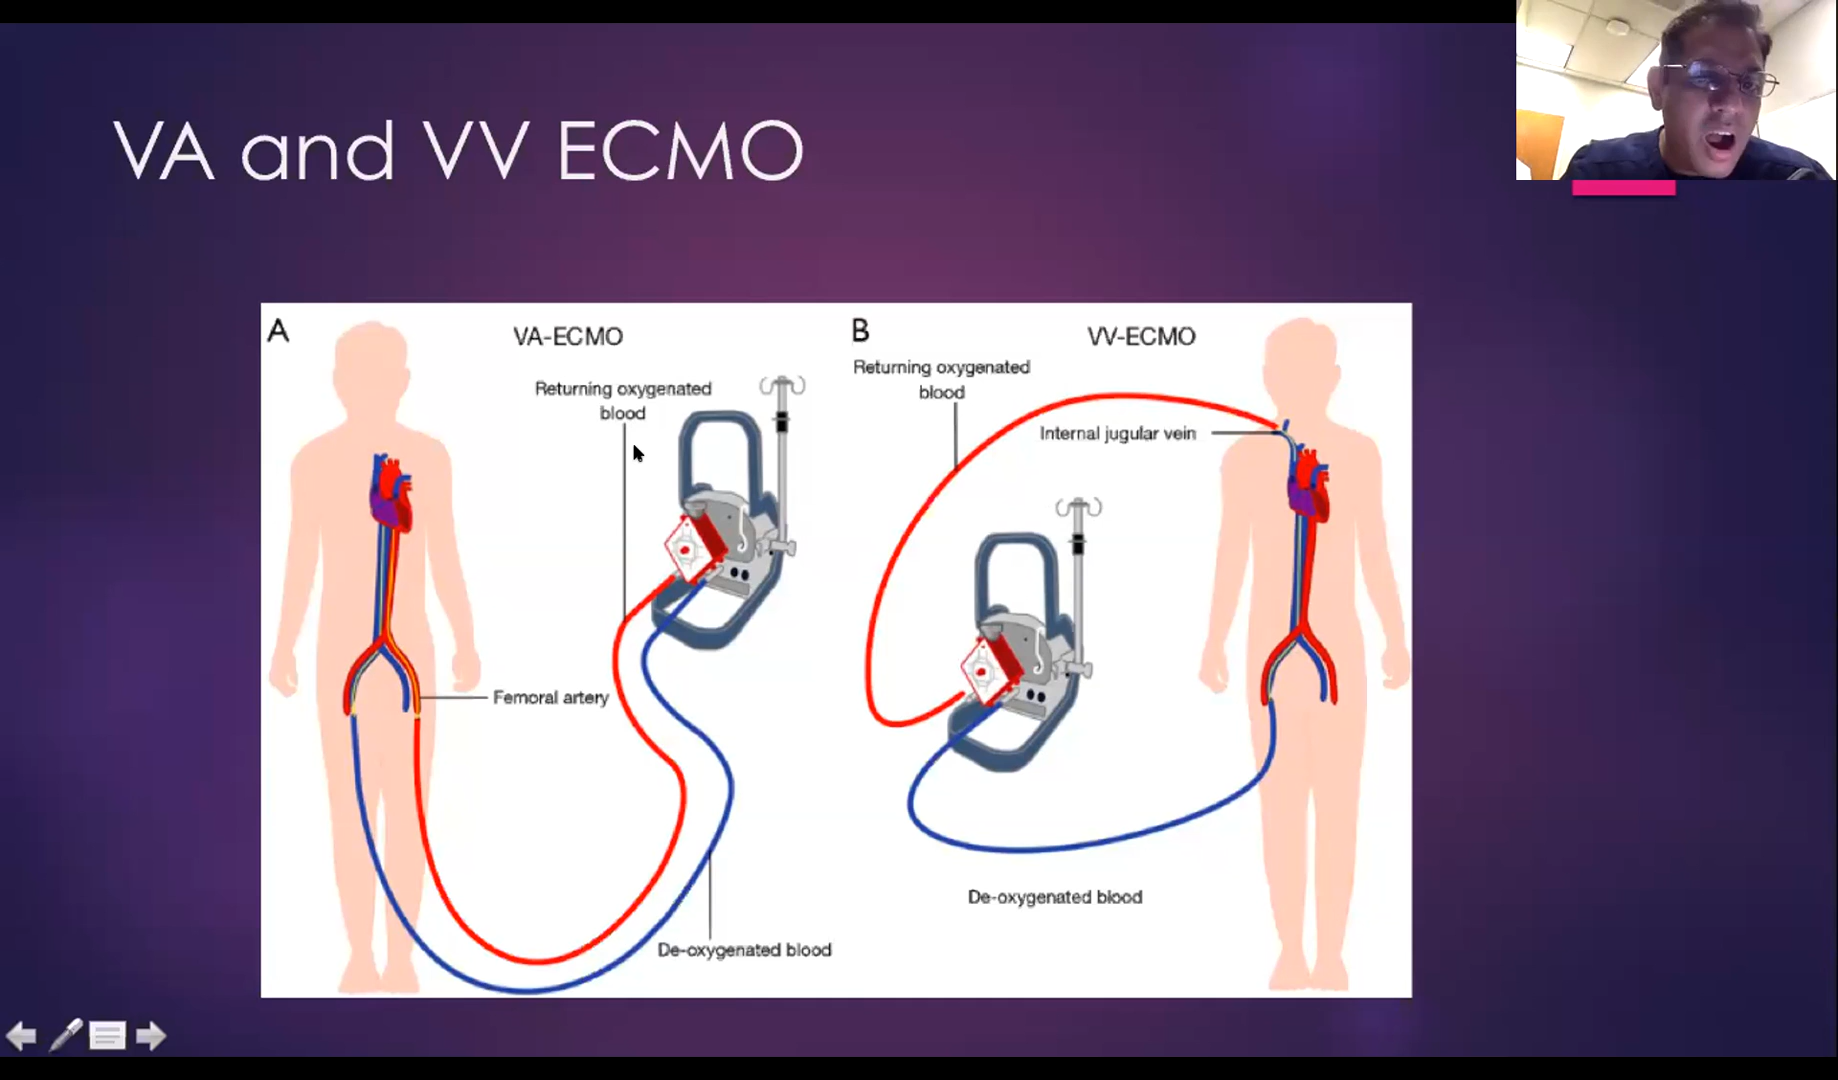 VA and VV ECMO
A
VA-ECMO
Returning oxygenated
blood
Femoral artery
De-oxygenated blood
B
VV-ECMO
Returning oxygenated
blood
Internal jugular vein
De-oxygenated blood